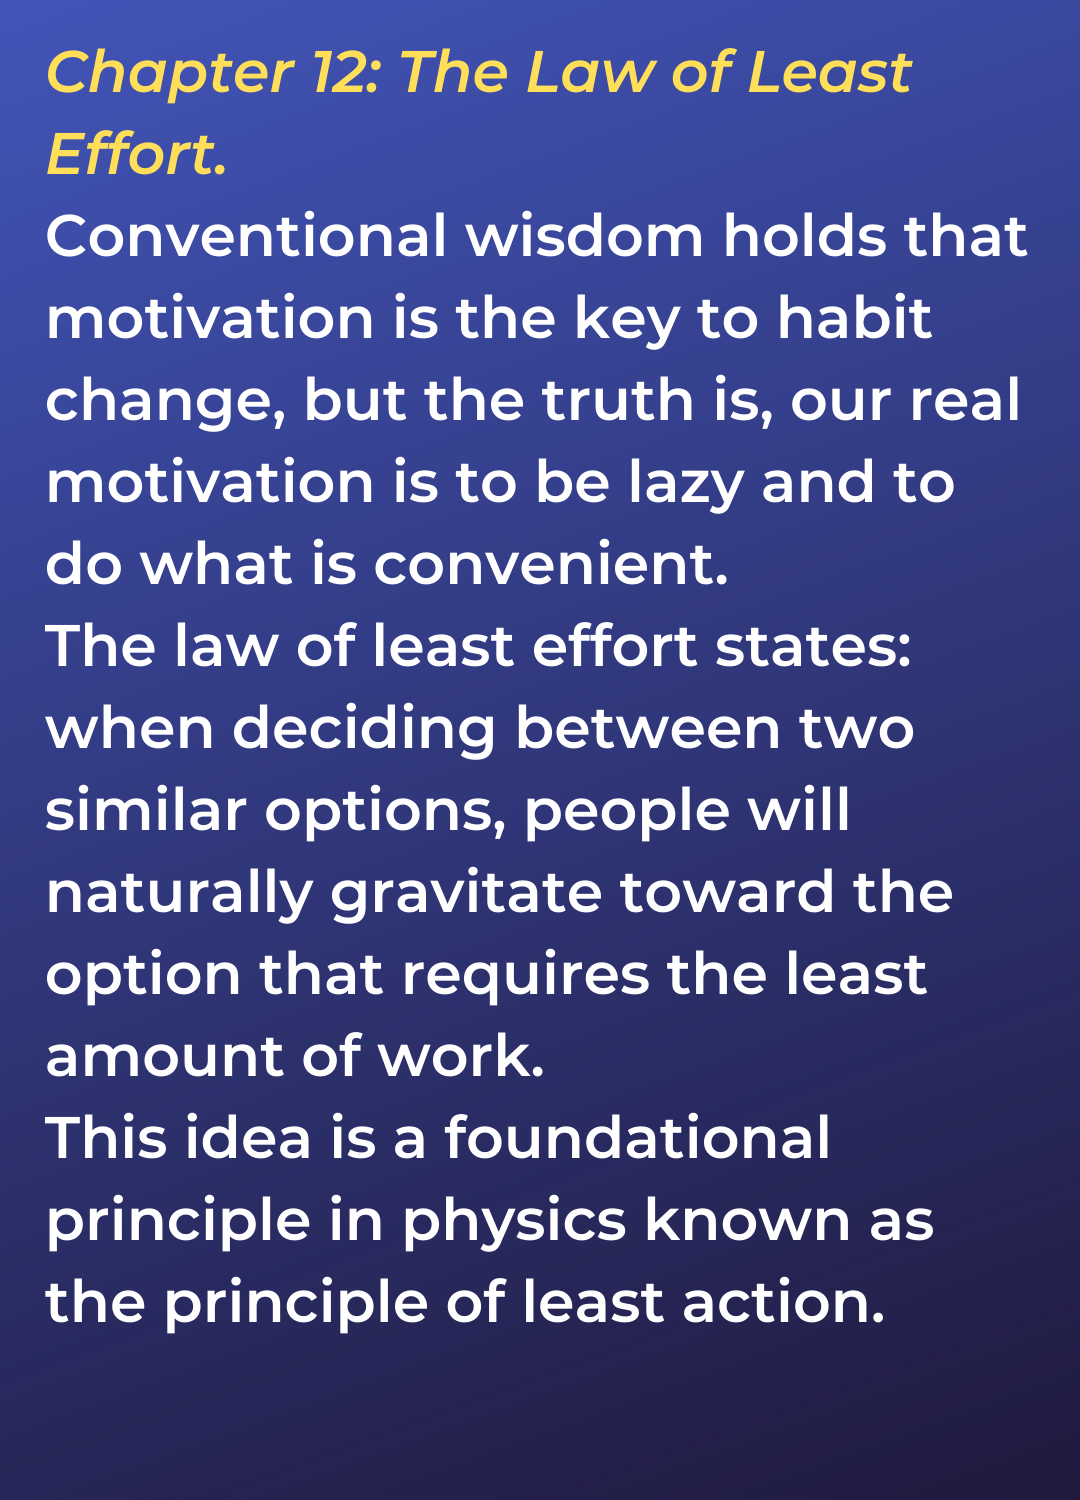 Chapter 12: The Law of Least
Effort.
Conventional wisdom holds that
motivation is the key to habit
change, but the truth is, our real
motivation is to be lazy and to
do what is convenient.
The law of least effort states:
when deciding between two
similar options, people will
naturally gravitate toward the
option that requires the least
amount of work.
This idea is a foundational
principle in physics known as
the principle of least action.